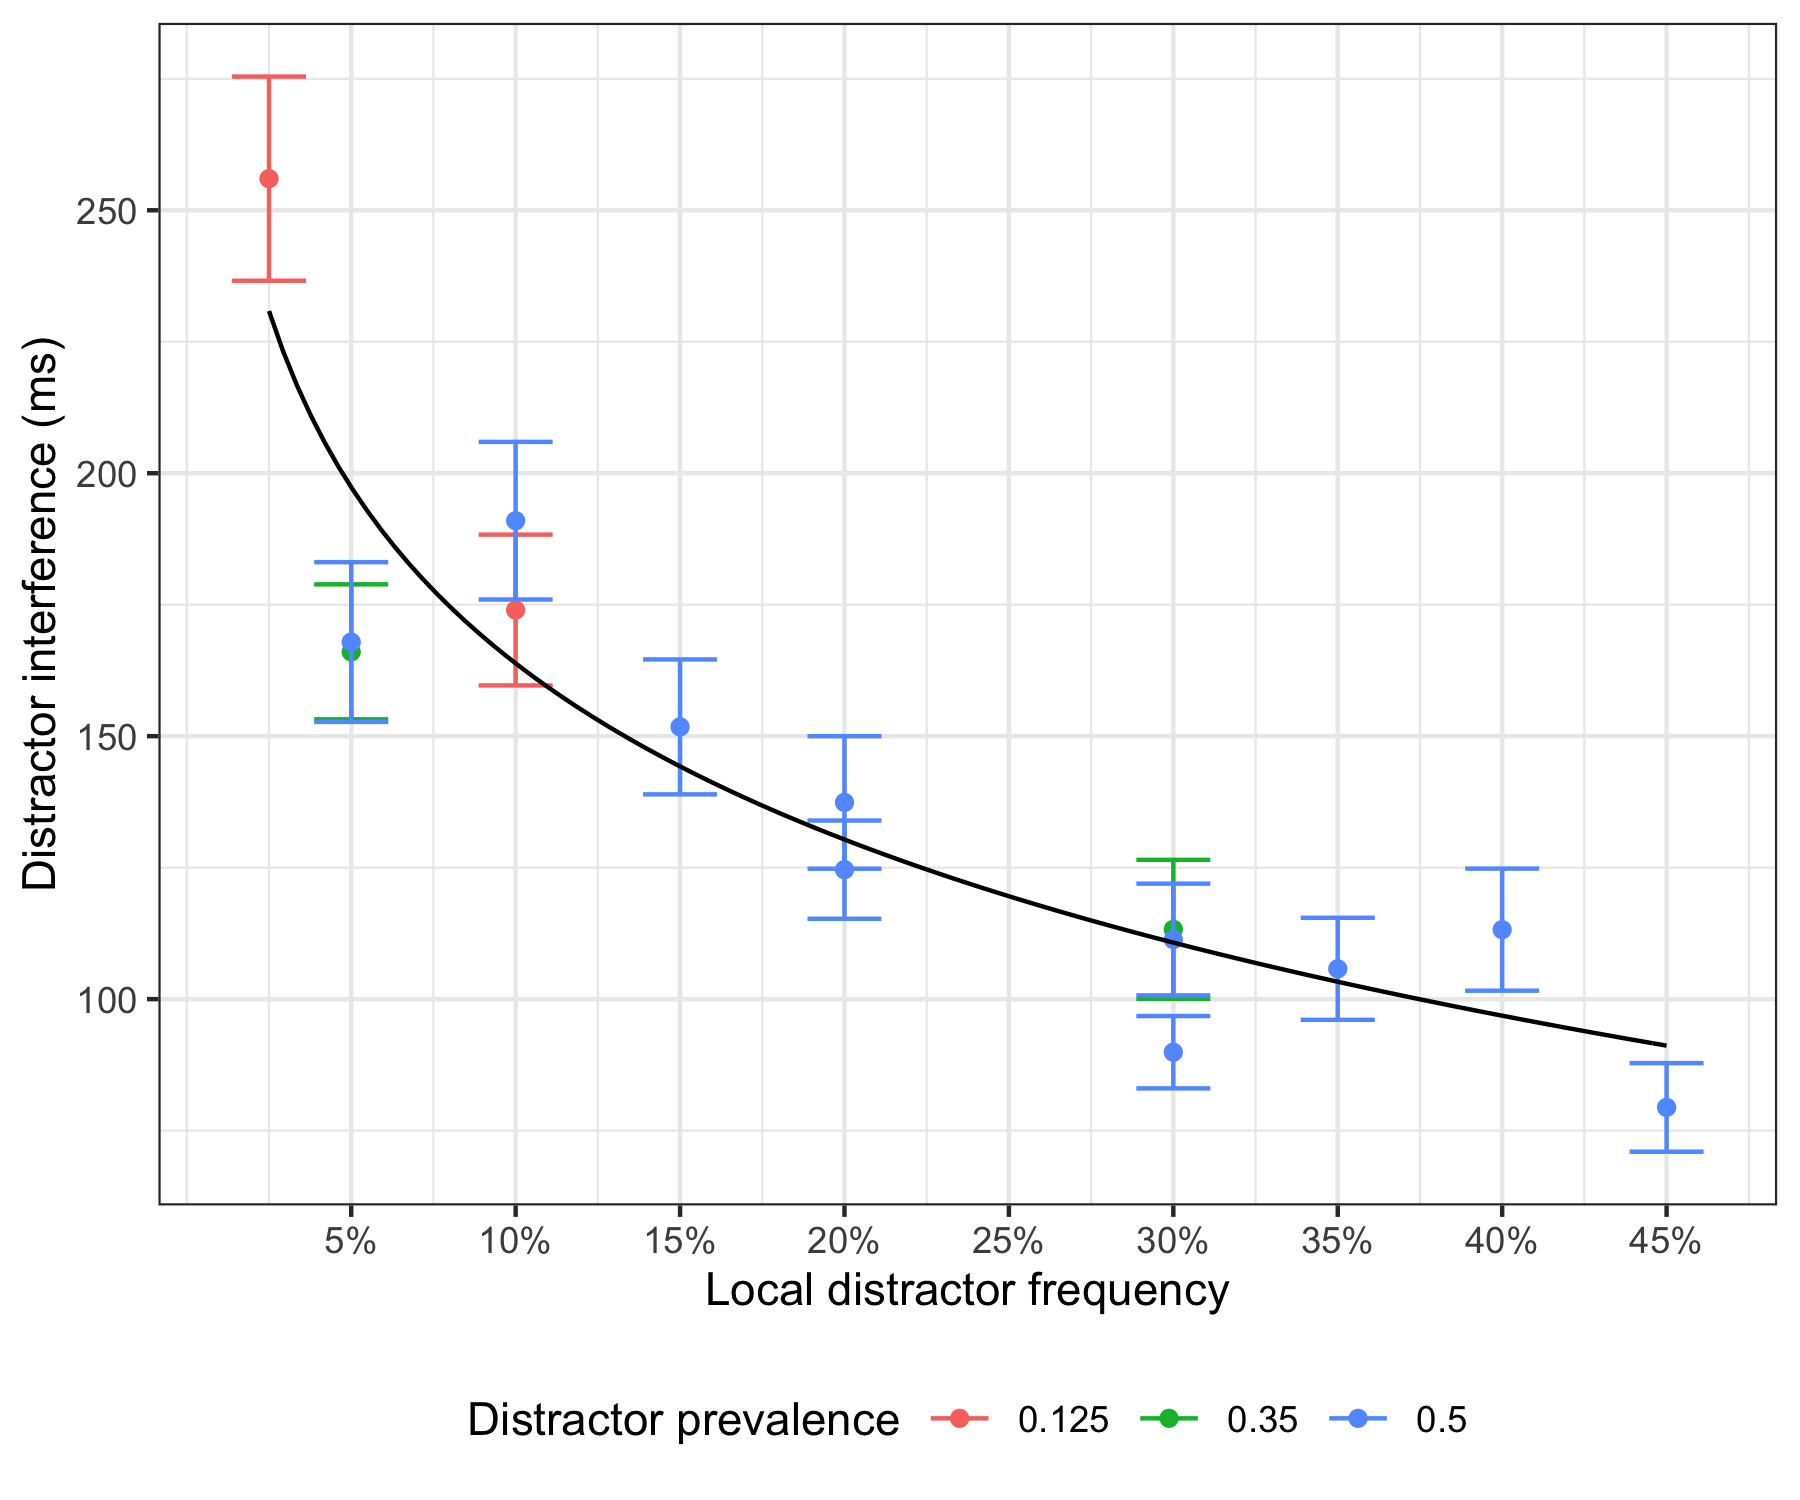 Distractor interference (ms)
250
200
150
100
5% 10% 15% 20% 25% 30% 35% 40% 45%
Local distractor frequency
Distractor prevalence 0.125 0.35 0.5